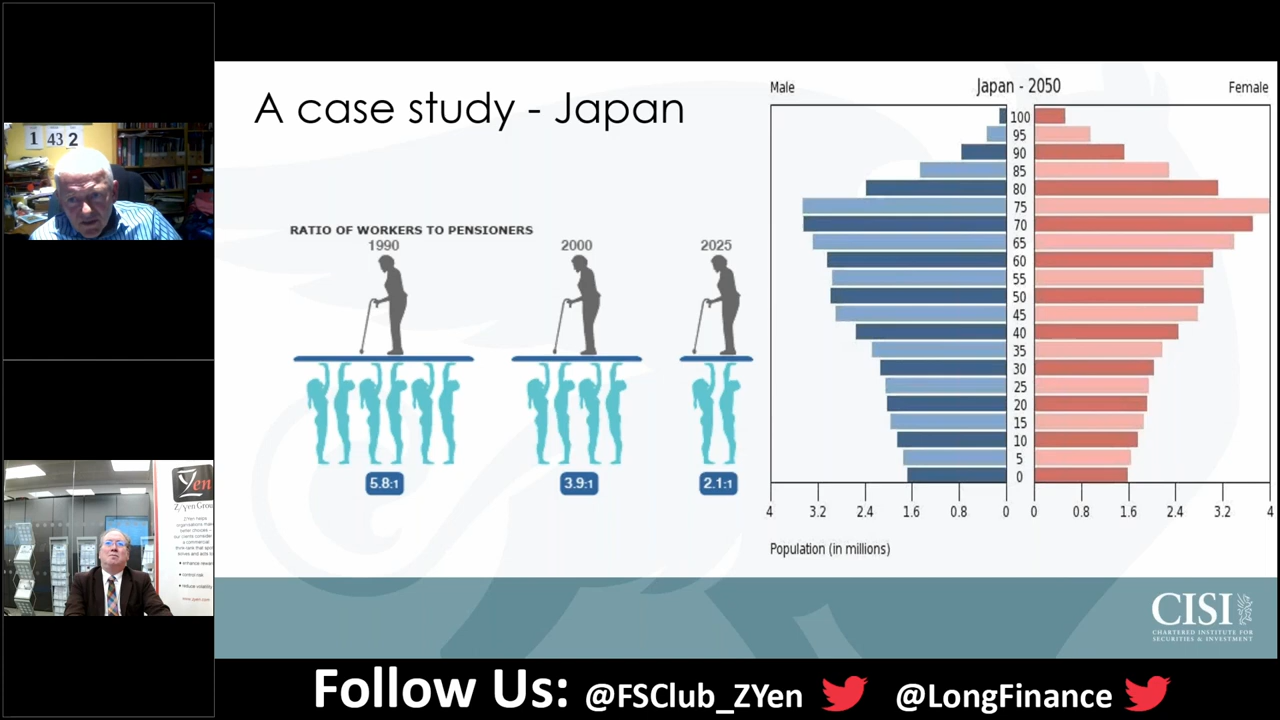 1 43 2
Z/Yen
Z/Yen Group
A case study - Japan
RATIO OF WORKERS TO PENSIONERS
1990
2000
2025
5.8:1
3.9:1
2.1:1
Male
Japan - 2050
Female
100
95
90
85
80
75
70
65
60
55
50
45
40
35
30
25
20
15
10
5
0
4 3.2 2.4 1.6 0.8 0
0 0.8 1.6 2.4 3.2 4
Population (in millions)
CISI
CHARTERED INSTITUTE FOR
SECURITIES & INVESTMENT
Follow Us: @FSClub_ZYen @LongFinance